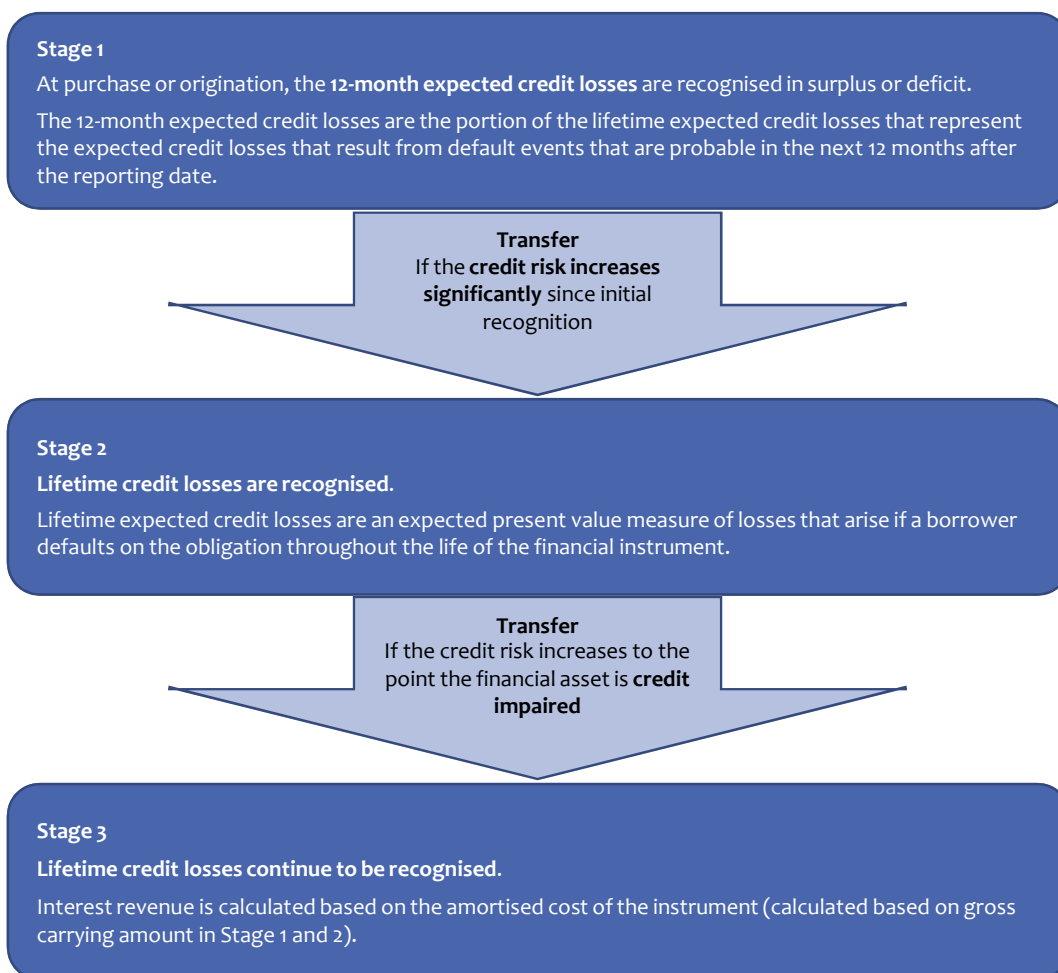 Stage 1
At purchase or origination, the 12-month expected credit losses are recognised in surplus or deficit.
The 12-month expected credit losses are the portion of the lifetime expected credit losses that represent
the expected credit losses that result from default events that are probable in the next 12 months after
the reporting date.
Transfer
If the credit risk increases
significantly since initial
recognition
Stage 2
Lifetime credit losses are recognised.
Lifetime expected credit losses are an expected present value measure of losses that arise if a borrower
defaults on the obligation throughout the life of the financial instrument.
Transfer
If the credit risk increases to the
point the financial asset is credit
impaired
Stage 3
Lifetime credit losses continue to be recognised.
Interest revenue is calculated based on the amortised cost of the instrument (calculated based on gross
carrying amount in Stage 1 and 2).